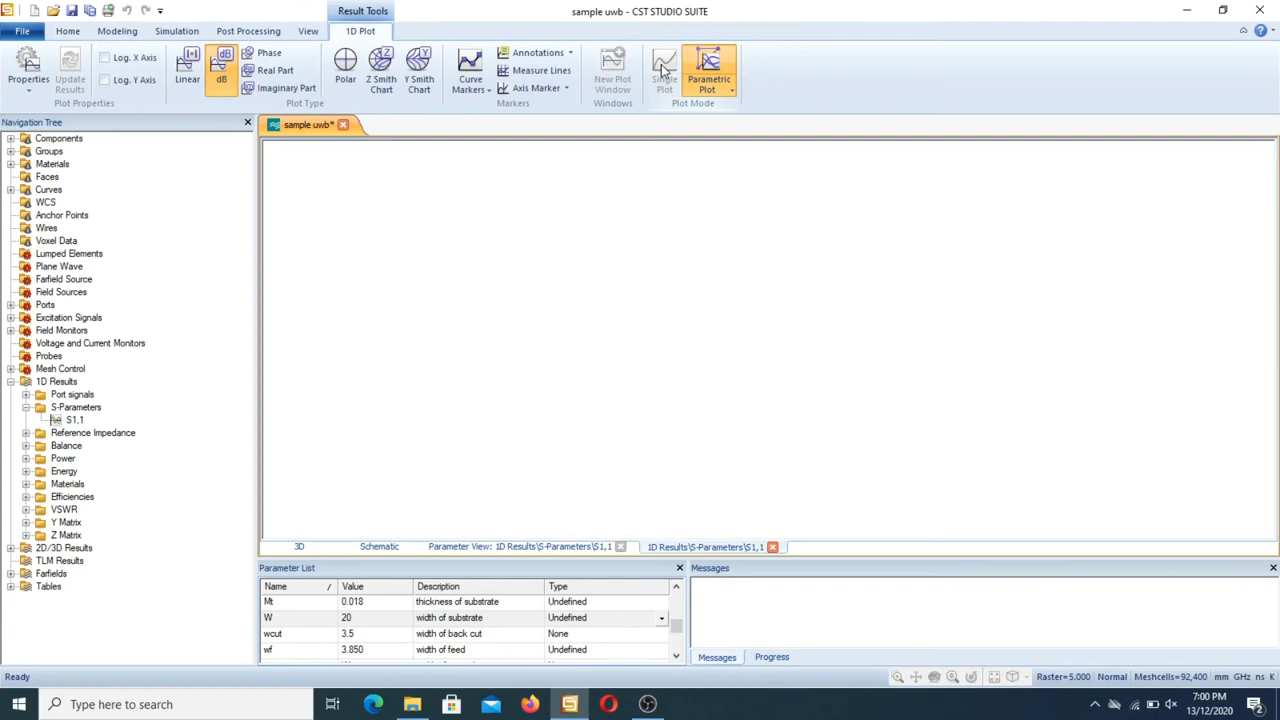 Result Tools
sample uwb - CST STUDIO SUITE
File
Home
Modeling
Simulation
Post Processing
View
1D Plot
Properties
Update Results
Log. X Axis
Log. Y Axis
Linear
dB
Phase
Real Part
Imaginary Part
Polar
Z Smith Chart
Y Smith Chart
Curve Markers
Annotations
Measure Lines
Axis Marker
New Plot Window
Single Plot
Parametric Plot
Plot Properties
Plot Type
Markers
Windows
Plot Mode
Navigation Tree
sample uwb*
Components
Groups
Materials
Faces
Curves
WCS
Anchor Points
Wires
Voxel Data
Lumped Elements
Plane Wave
Farfield Source
Field Sources
Ports
Excitation Signals
Field Monitors
Voltage and Current Monitors
Probes
Mesh Control
1D Results
Port signals
S-Parameters
S1,1
Reference Impedance
Balance
Power
Energy
Materials
Efficiencies
VSWR
Y Matrix
Z Matrix
2D/3D Results
TLM Results
Farfields
Tables
3D
Schematic
Parameter View: 1D Results\S-Parameters\S1,1
1D Results\S-Parameters\S1,1
Parameter List
Name / Value Description Type
Mt 0.018 thickness of substrate Undefined
W 20 width of substrate Undefined
wcut 3.5 width of back cut None
wf 3.850 width of feed Undefined
Messages
Messages
Progress
Ready
Raster=5.000 Normal Meshcells=92,400 mm GHz ns K
Type here to search
7:00 PM
13/12/2020
2